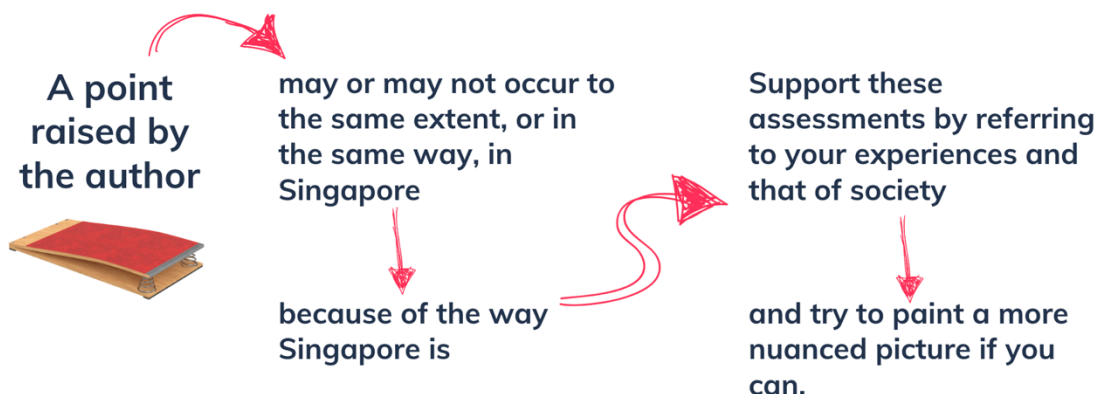 A point
raised by
the author
may or may not occur to
the same extent, or in
the same way, in
Singapore
because of the way
Singapore is
Support these
assessments by referring
to your experiences and
that of society
and try to paint a more
nuanced picture if you
can.